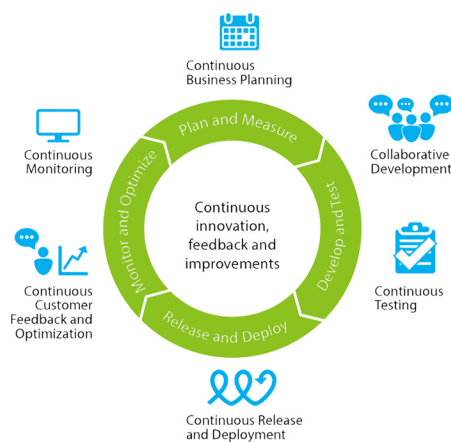 Continuous
Business Planning
Plan and Measure
Continuous
Monitoring
Collaborative
Development
Monitor and Optimize
Develop and Test
Continuous
innovation,
feedback and
improvements
Continuous
Customer
Feedback and
Optimization
Continuous
Testing
Release and Deploy
Continuous Release
and Deployment